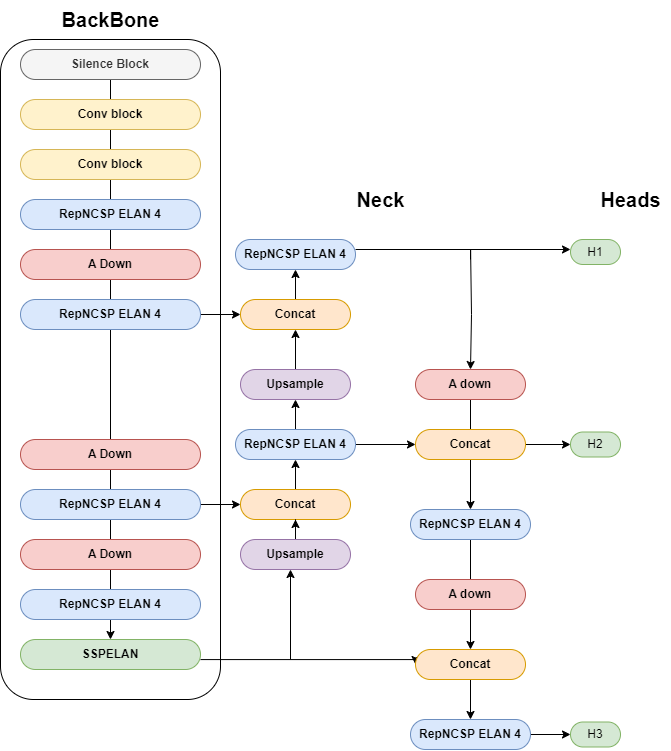 BackBone
Silence Block
Conv block
Conv block
RepNCSP ELAN 4
A Down
RepNCSP ELAN 4
A Down
RepNCSP ELAN 4
A Down
RepNCSP ELAN 4
SSPELAN
Neck
RepNCSP ELAN 4
Concat
Upsample
RepNCSP ELAN 4
Concat
Upsample
A down
Concat
RepNCSP ELAN 4
A down
Concat
RepNCSP ELAN 4
Heads
H1
H2
H3